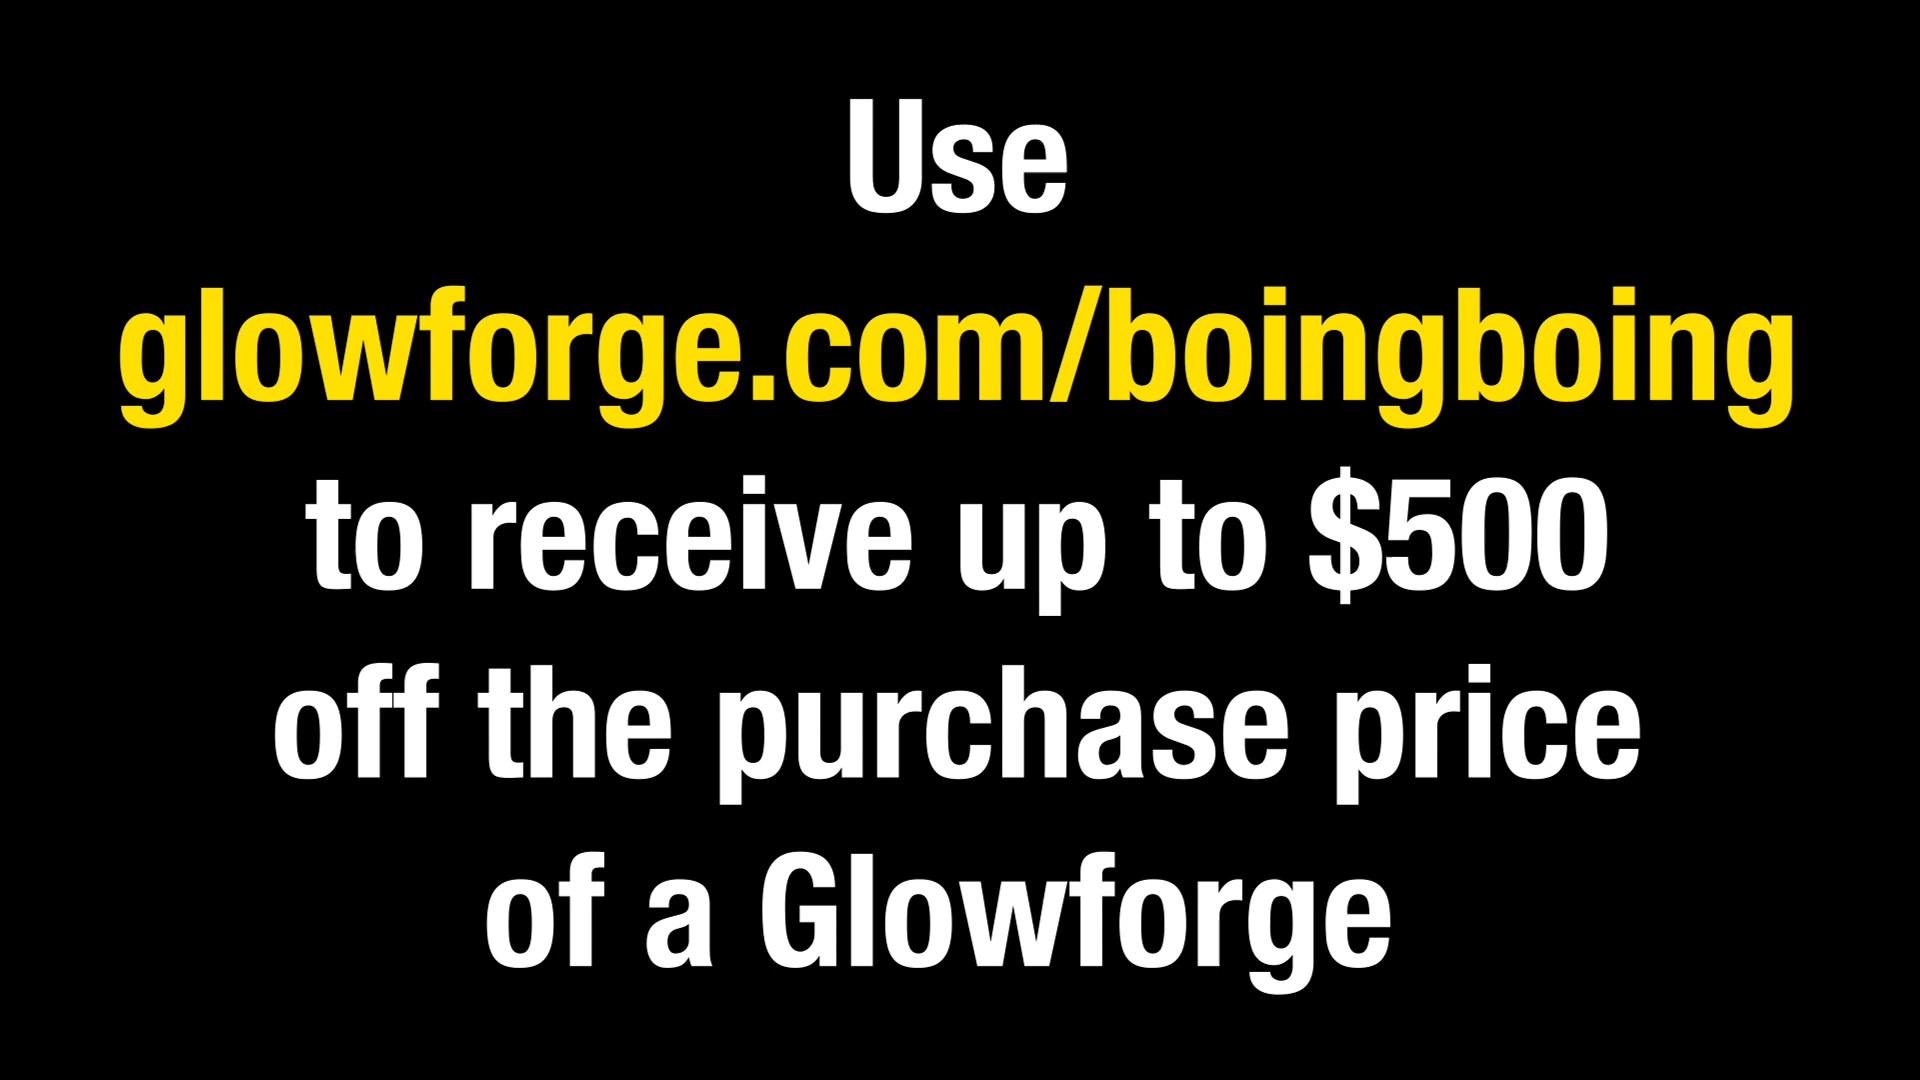 Use
glowforge.com/boingboing
to receive up to $500
off the purchase price
of a Glowforge